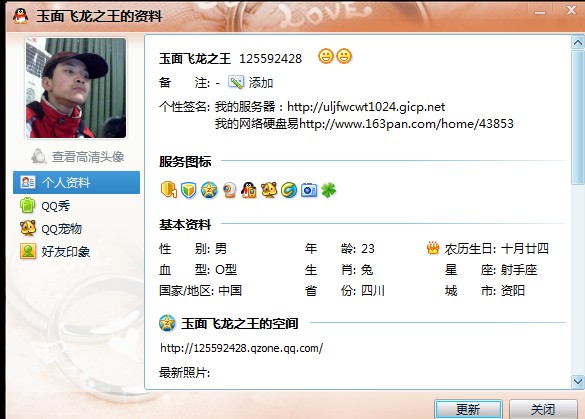 玉面飞龙之王的资料
玉面飞龙之王 125592428
备 注: - 添加
个性签名: 我的服务器：http://uljfwcwt1024.gicp.net
我的网络硬盘易http://www.163pan.com/home/43853
查看高清头像
个人资料
QQ秀
QQ宠物
好友印象
服务图标
基本资料
性 别: 男 年 龄: 23 农历生日: 十月廿四
血 型: O型 生 肖: 兔 星 座: 射手座
国家/地区: 中国 省 份: 四川 城 市: 资阳
玉面飞龙之王的空间
http://125592428.qzone.qq.com/
最新照片:
更新 关闭